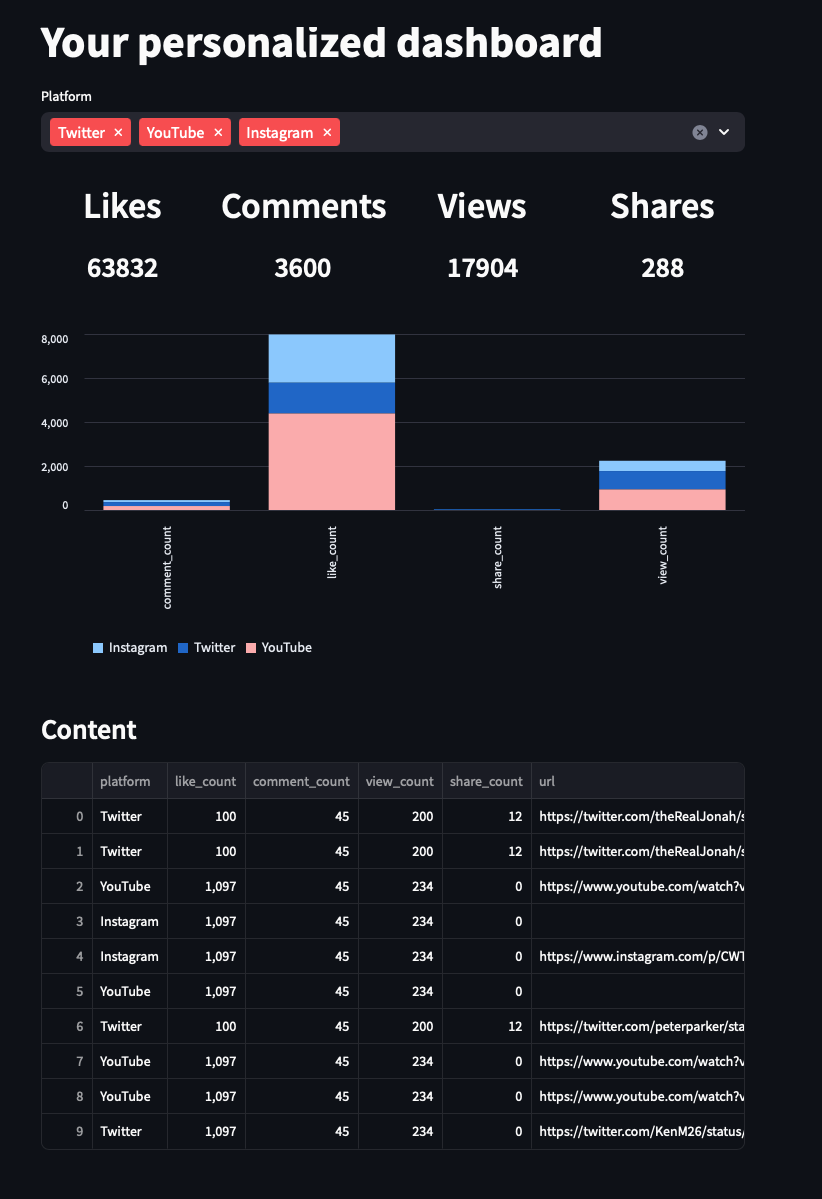 Your personalized dashboard
Platform
Twitter × YouTube × Instagram ×
Likes Comments Views Shares
63832 3600 17904 288
8,000
6,000
4,000
2,000
0
comment_count like_count share_count view_count
Instagram Twitter YouTube
Content
platform like_count comment_count view_count share_count url
0 Twitter 100 45 200 12 https://twitter.com/theRealJonah/s
1 Twitter 100 45 200 12 https://twitter.com/theRealJonah/s
2 YouTube 1,097 45 234 0 https://www.youtube.com/watch?v
3 Instagram 1,097 45 234 0
4 Instagram 1,097 45 234 0 https://www.instagram.com/p/CWT
5 YouTube 1,097 45 234 0
6 Twitter 100 45 200 12 https://twitter.com/peterparker/sta
7 YouTube 1,097 45 234 0 https://www.youtube.com/watch?v
8 YouTube 1,097 45 234 0 https://www.youtube.com/watch?v
9 Twitter 1,097 45 234 0 https://twitter.com/KenM26/status/